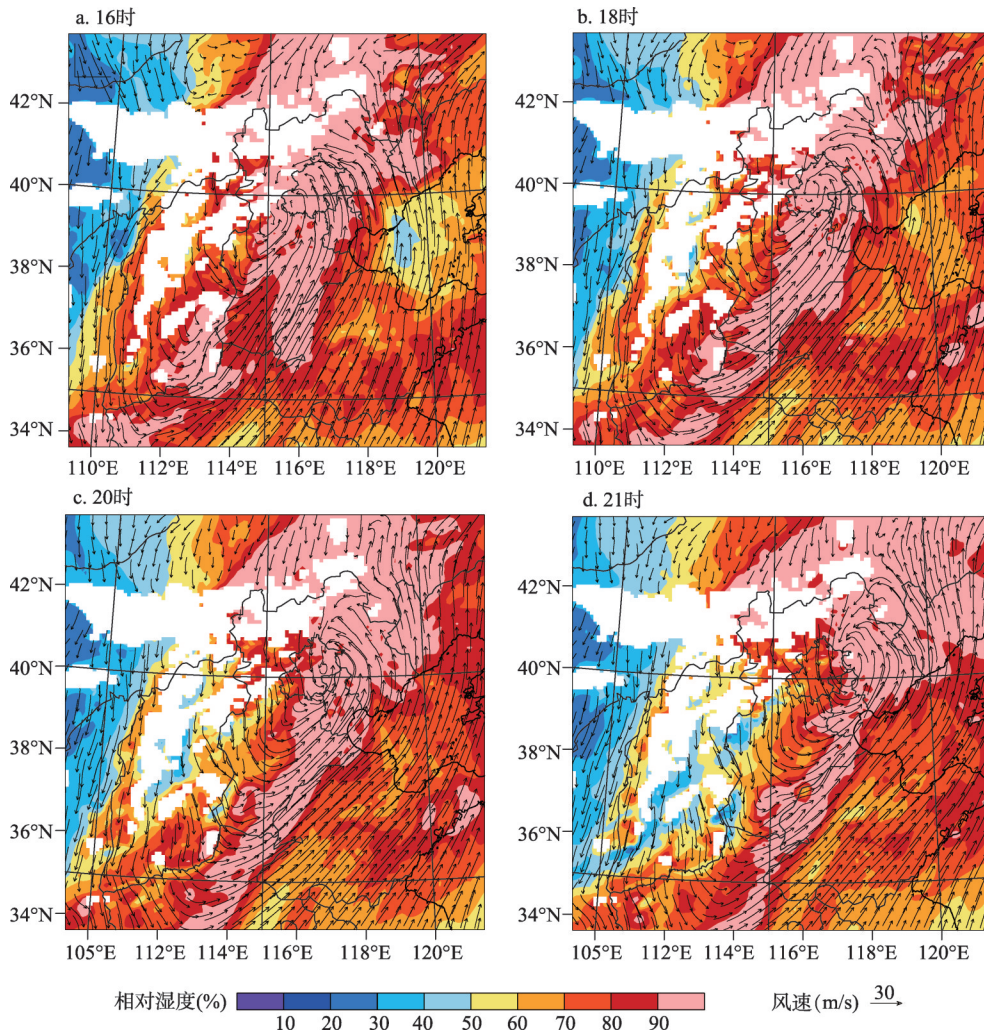 a. 16时
b. 18时
42°N
40°N
38°N
36°N
34°N
42°N
40°N
38°N
36°N
34°N
110°E 112°E 114°E 116°E 118°E 120°E
110°E 112°E 114°E 116°E 118°E 120°E
c. 20时
d. 21时
42°N
40°N
38°N
36°N
34°N
42°N
40°N
38°N
36°N
34°N
105°E 112°E 114°E 116°E 118°E 120°E
105°E 112°E 114°E 116°E 118°E 120°E
相对湿度(%)
10 20 30 40 50 60 70 80 90
风速(m/s) 30